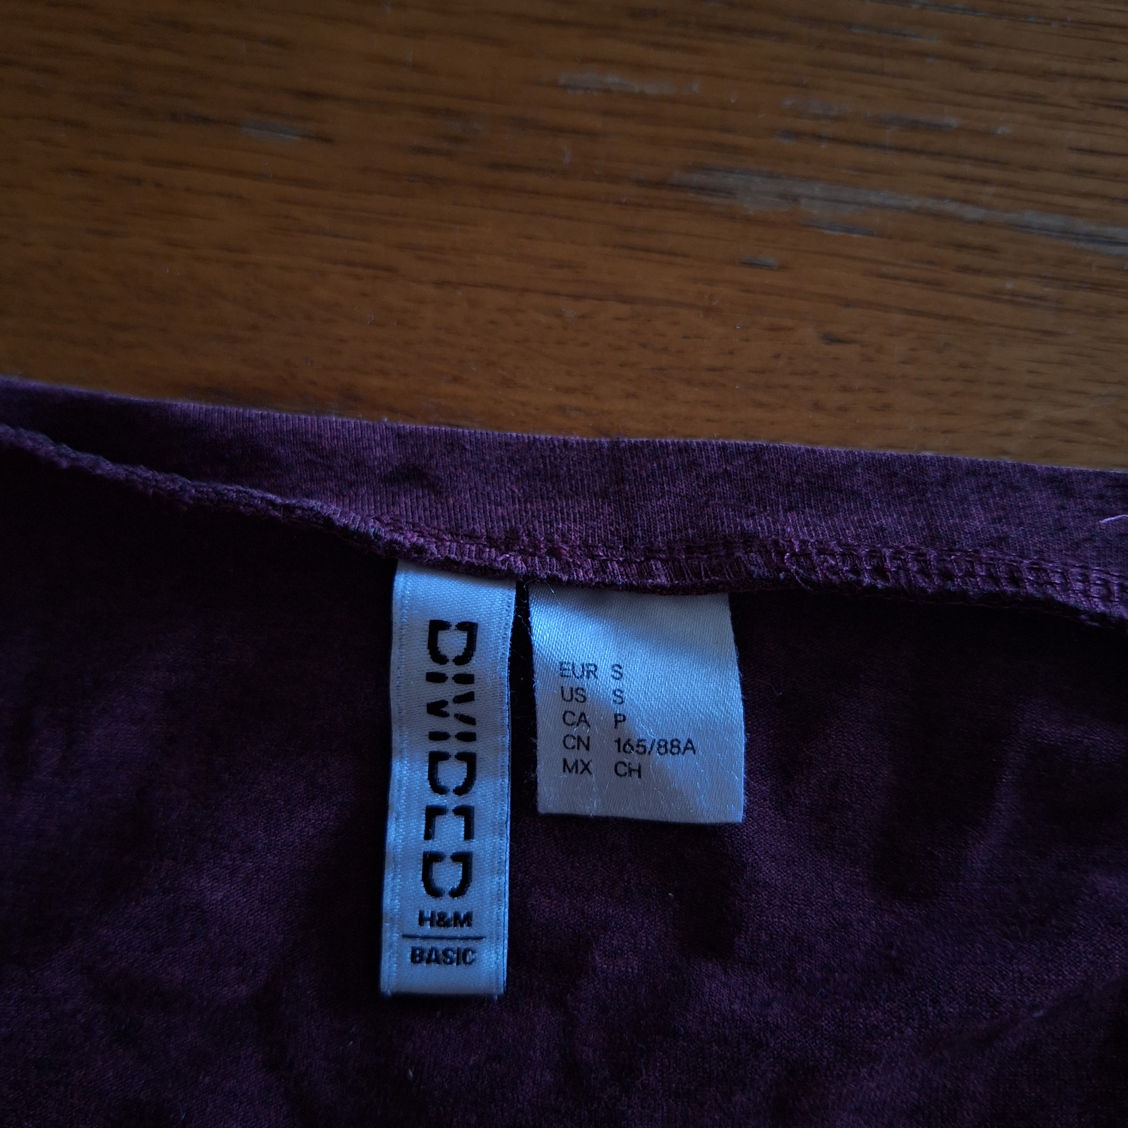 DIVIDED
H&M
BASIC
EUR S
US S
CA P
CN 165/88A
MX CH